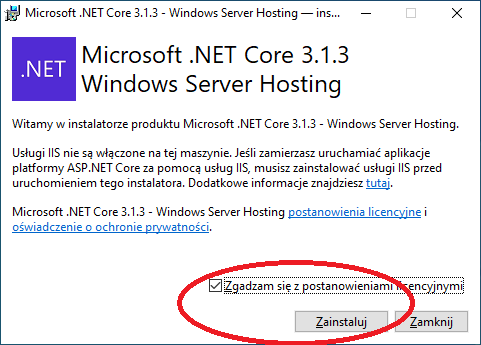 Microsoft .NET Core 3.1.3 - Windows Server Hosting — ins...
.NET
Microsoft .NET Core 3.1.3
Windows Server Hosting
Witamy w instalatorze produktu Microsoft .NET Core 3.1.3 - Windows Server Hosting.
Usługi IIS nie są włączone na tej maszynie. Jeśli zamierzasz uruchamiać aplikacje
platformy ASP.NET Core za pomocą usług IIS, musisz zainstalować usługi IIS przed
uruchomieniem tego instalatora. Dodatkowe informacje znajdziesz tutaj.
Microsoft .NET Core 3.1.3 - Windows Server Hosting postanowienia licencyjne i
oświadczenie o ochronie prywatności.
Zgadzam się z postanowieniami licencyjnymi
Zainstaluj
Zamknij